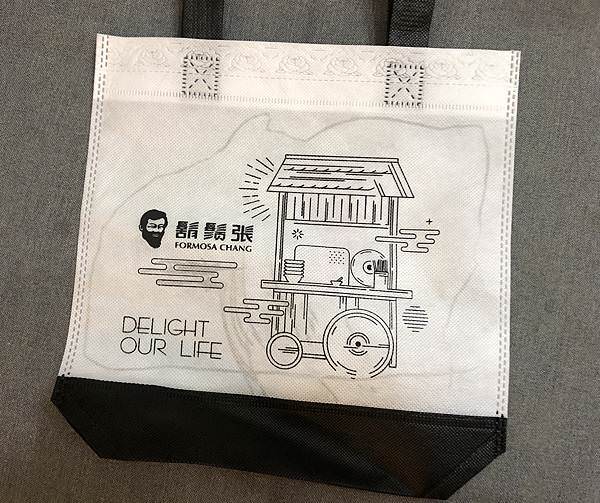 鬍鬚張
FORMOSA CHANG
DELIGHT
OUR LIFE